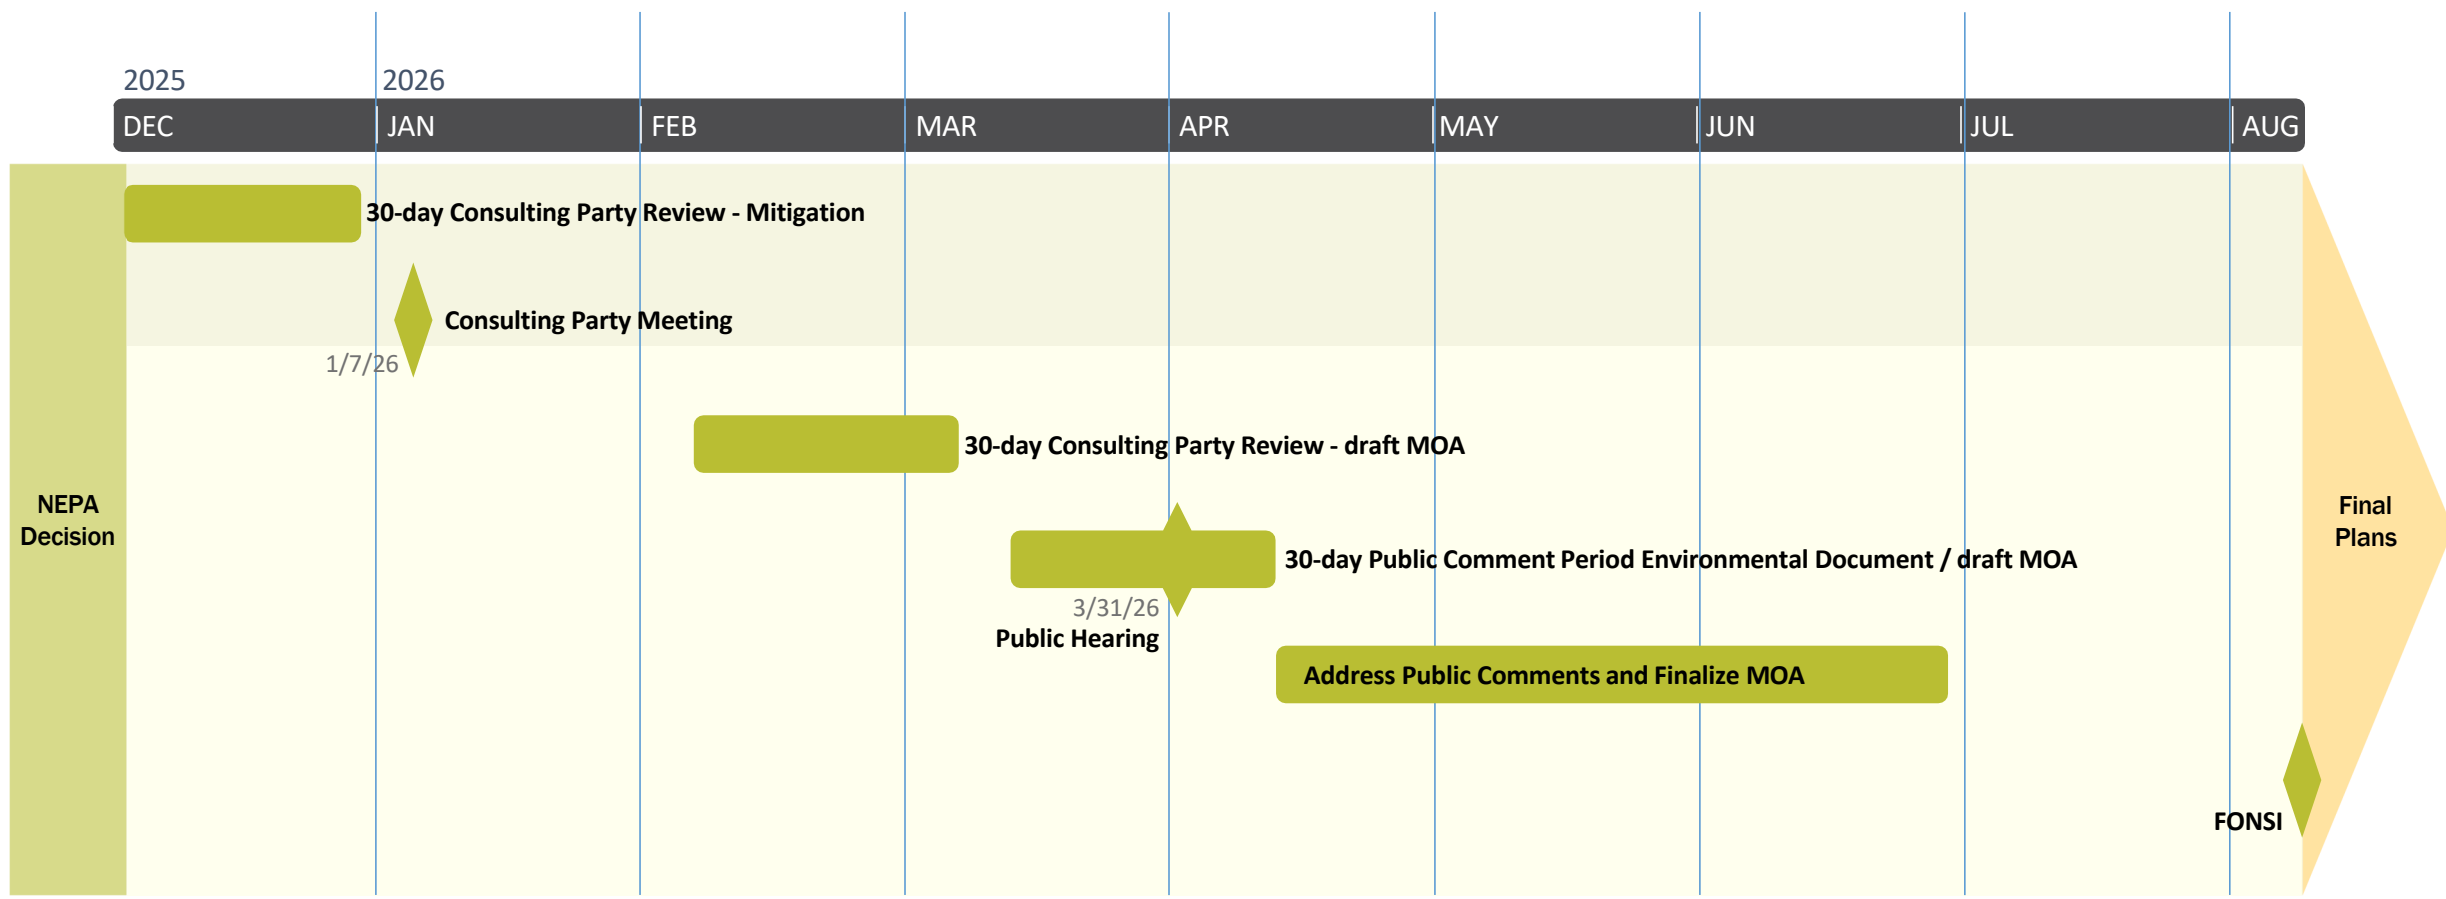 2025
2026
DEC
JAN
FEB
MAR
APR
MAY
JUN
JUL
AUG
30-day Consulting Party Review - Mitigation
Consulting Party Meeting
1/7/26
30-day Consulting Party Review - draft MOA
NEPA
Decision
Final
Plans
30-day Public Comment Period Environmental Document / draft MOA
3/31/26
Public Hearing
Address Public Comments and Finalize MOA
FONSI